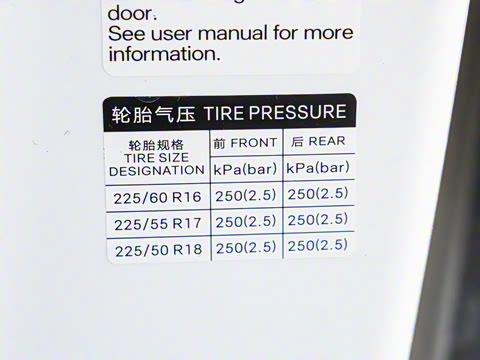 door.
See user manual for more
information.
轮胎气压 TIRE PRESSURE
轮胎规格 前 FRONT 后 REAR
TIRE SIZE
DESIGNATION kPa(bar) kPa(bar)
225/60 R16 250(2.5) 250(2.5)
225/55 R17 250(2.5) 250(2.5)
225/50 R18 250(2.5) 250(2.5)